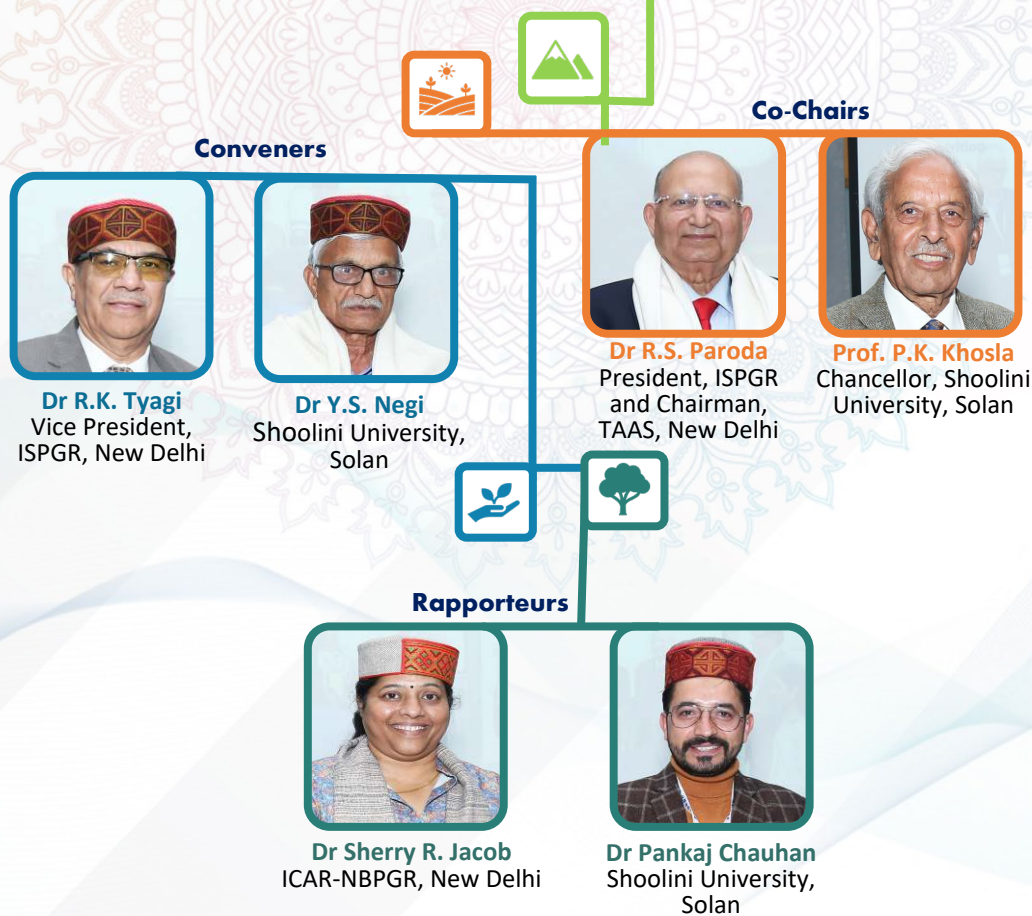 Co-Chairs
Conveners
Dr R.S. Paroda
President, ISPGR
and Chairman,
TAAS, New Delhi
Prof. P.K. Khosla
Chancellor, Shoolini
University, Solan
Dr R.K. Tyagi
Vice President,
ISPGR, New Delhi
Dr Y.S. Negi
Shoolini University,
Solan
Rapporteurs
Dr Sherry R. Jacob
ICAR-NBPGR, New Delhi
Dr Pankaj Chauhan
Shoolini University,
Solan